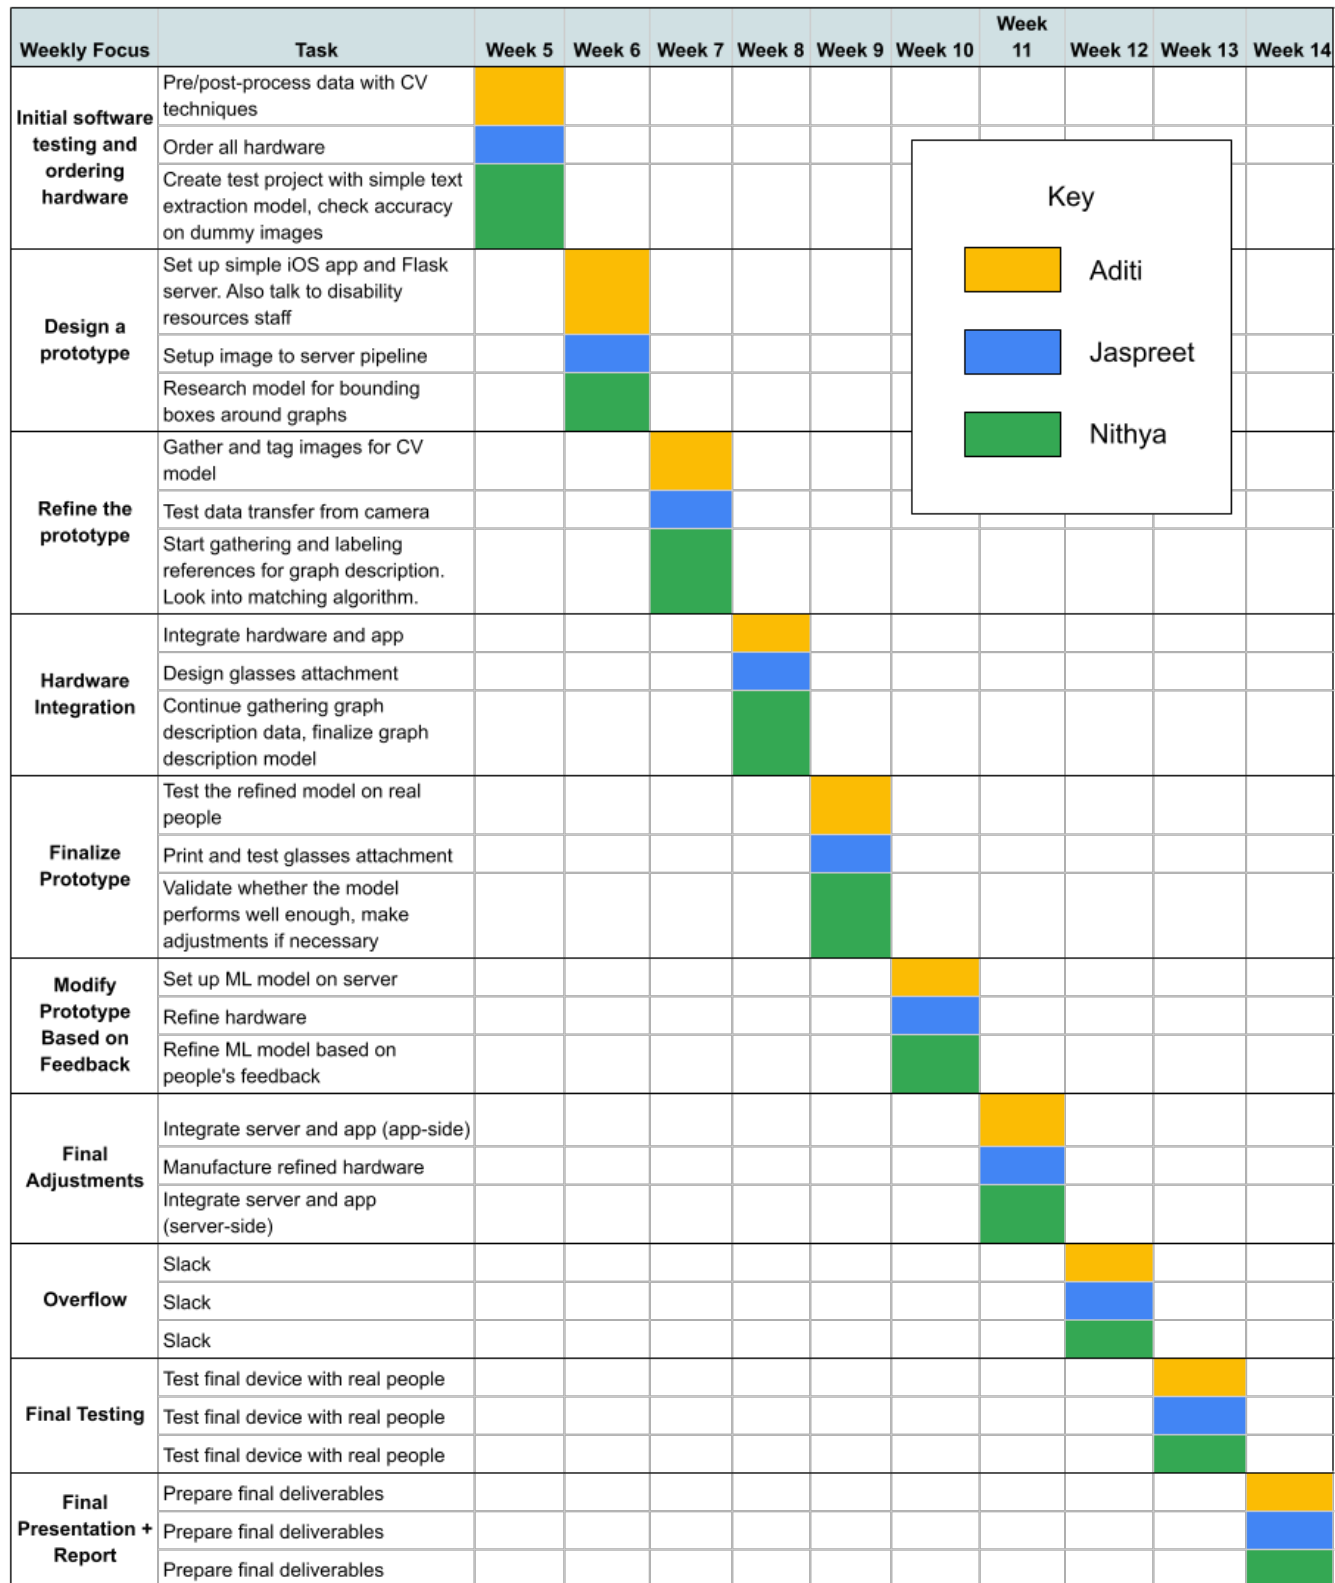 Weekly Focus Task Week 5 Week 6 Week 7 Week 8 Week 9 Week 10 Week 11 Week 12 Week 13 Week 14
Initial software
testing and
ordering
hardware
Pre/post-process data with CV
techniques
Order all hardware
Create test project with simple text
extraction model, check accuracy
on dummy images
Key
Aditi
Jaspreet
Nithya
Design a
prototype
Set up simple iOS app and Flask
server. Also talk to disability
resources staff
Setup image to server pipeline
Research model for bounding
boxes around graphs
Refine the
prototype
Gather and tag images for CV
model
Test data transfer from camera
Start gathering and labeling
references for graph description.
Look into matching algorithm.
Hardware
Integration
Integrate hardware and app
Design glasses attachment
Continue gathering graph
description data, finalize graph
description model
Finalize
Prototype
Test the refined model on real
people
Print and test glasses attachment
Validate whether the model
performs well enough, make
adjustments if necessary
Modify
Prototype
Based on
Feedback
Set up ML model on server
Refine hardware
Refine ML model based on
people's feedback
Final
Adjustments
Integrate server and app (app-side)
Manufacture refined hardware
Integrate server and app
(server-side)
Overflow
Slack
Slack
Slack
Final Testing
Test final device with real people
Test final device with real people
Test final device with real people
Final
Presentation +
Report
Prepare final deliverables
Prepare final deliverables
Prepare final deliverables